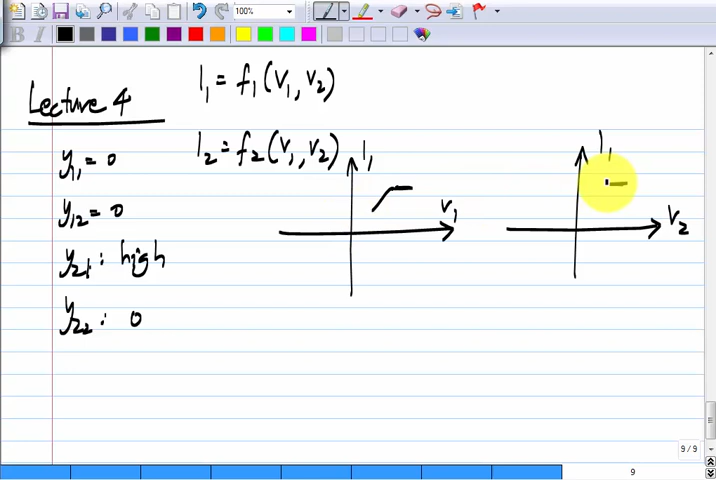 100%
Lecture 4
I₁ = f₁(V₁, V₂)
I₂ = f₂(V₁, V₂)
y₁₁ = 0
y₁₂ = 0
y₂₁ : high
y₂₂ : 0
I₁
V₁
I₁
V₂
9/9
9